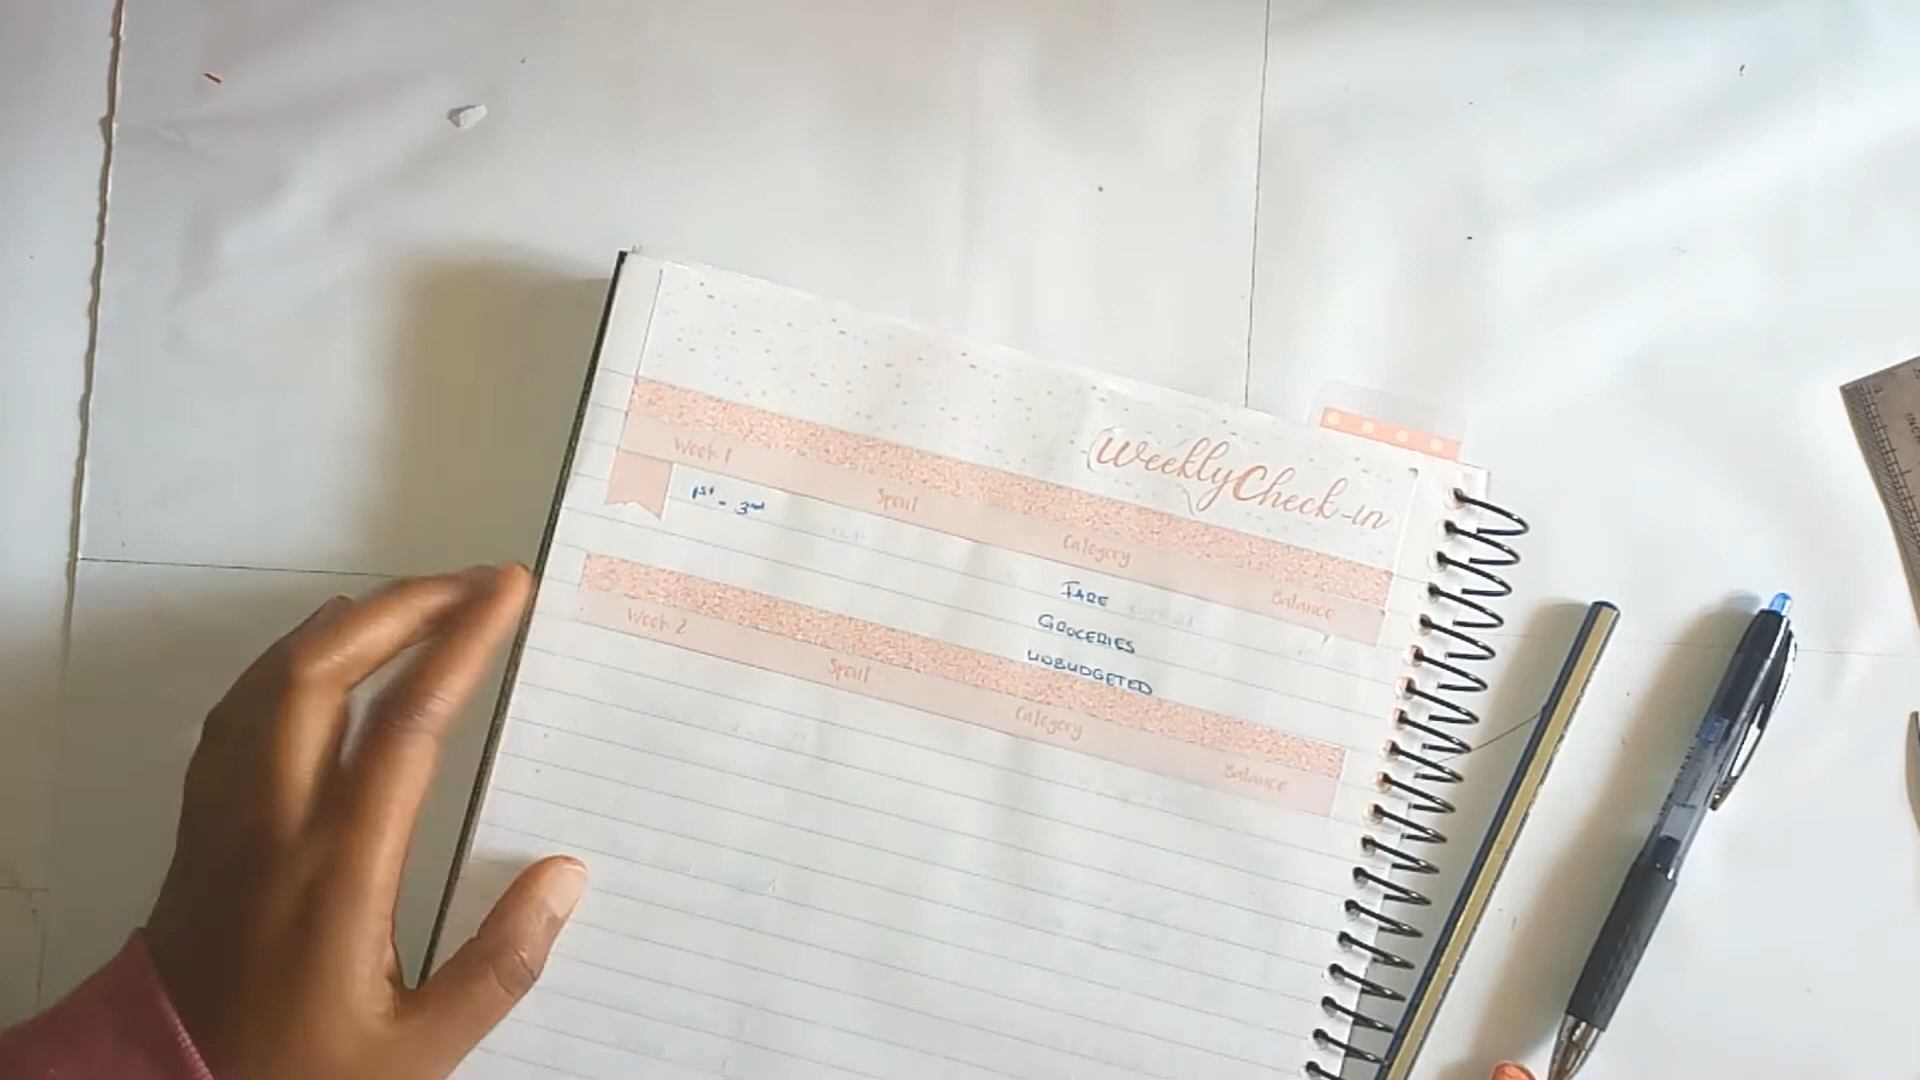 Weekly Check-in
Week 1 Spent Category Balance
1st - 3rd
FARE
GROCERIES
UNBUDGETED
Week 2 Spent Category Balance